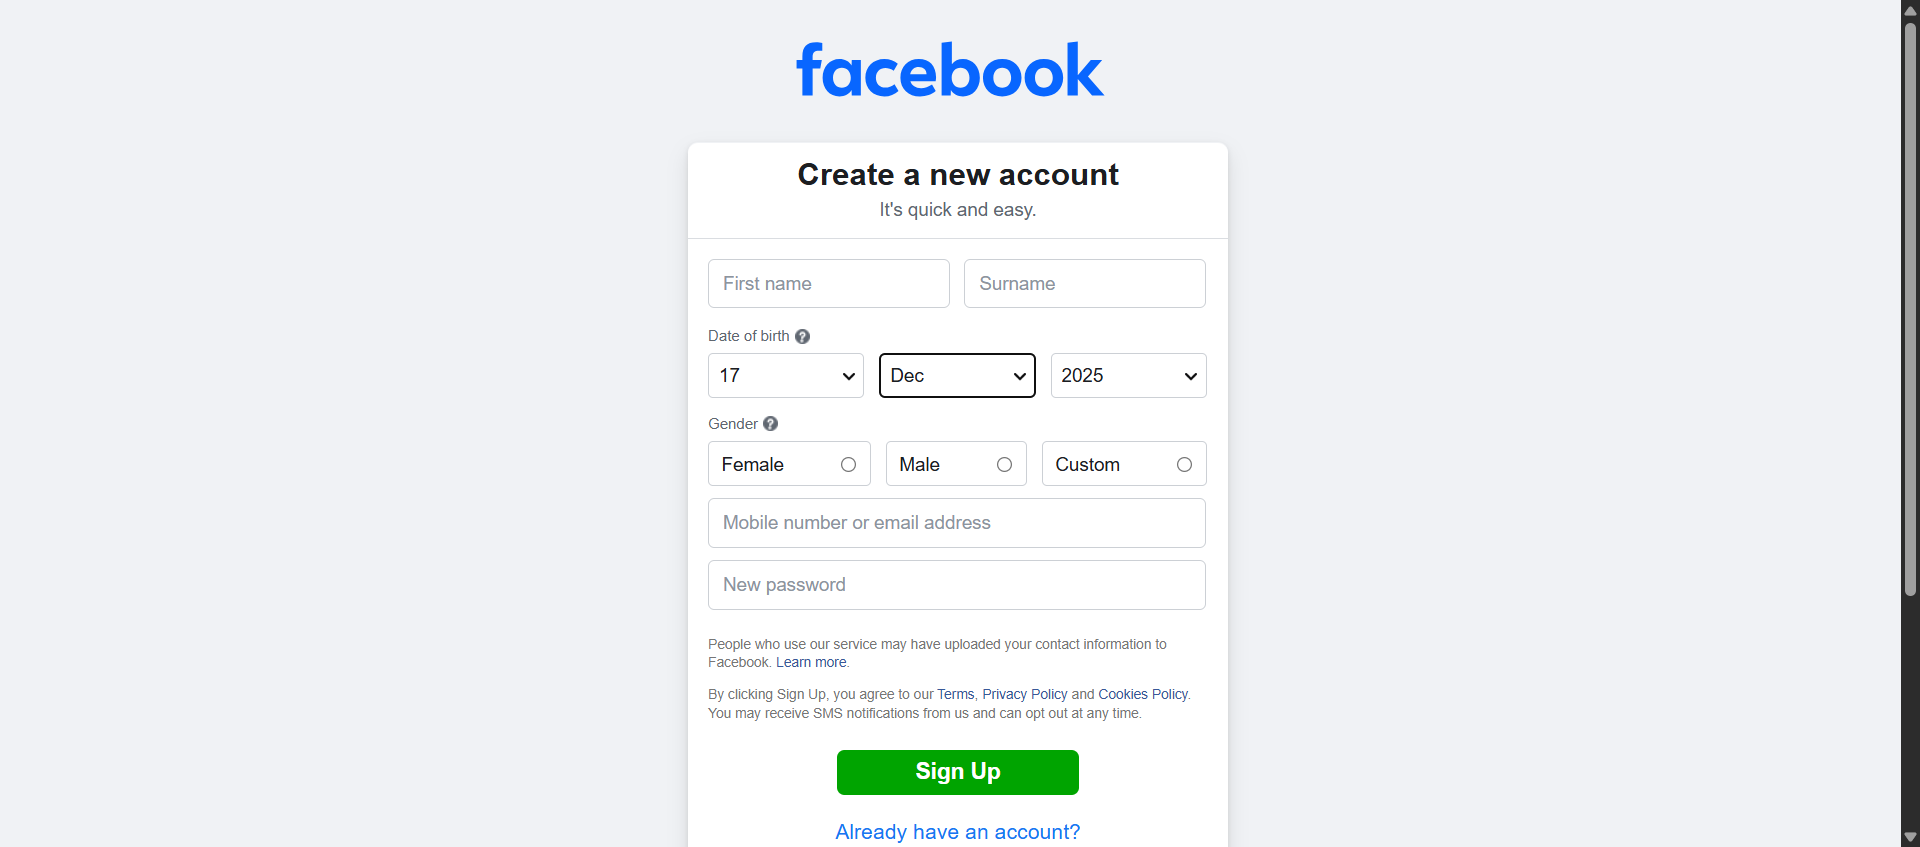 facebook
Create a new account
It's quick and easy.
First name Surname
Date of birth ?
17 Dec 2025
Gender ?
Female Male Custom
Mobile number or email address
New password
People who use our service may have uploaded your contact information to
Facebook. Learn more.
By clicking Sign Up, you agree to our Terms, Privacy Policy and Cookies Policy.
You may receive SMS notifications from us and can opt out at any time.
Sign Up
Already have an account?